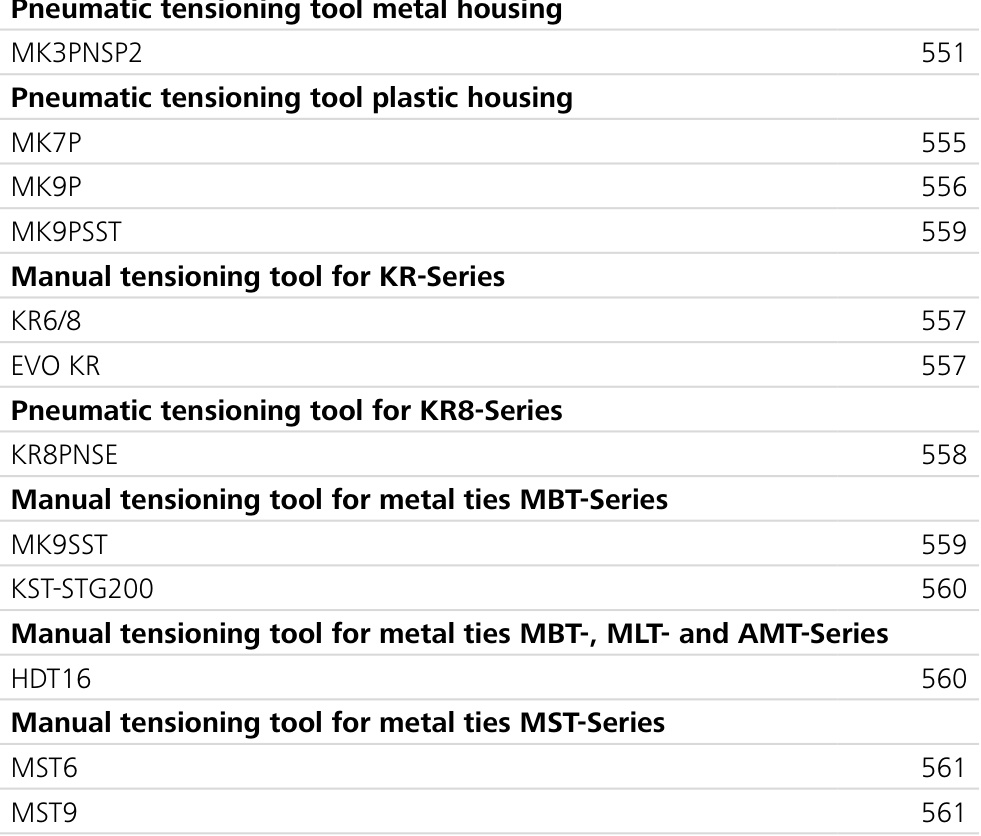 Pneumatic tensioning tool metal housing
MK3PNSP2 551
Pneumatic tensioning tool plastic housing
MK7P 555
MK9P 556
MK9PSST 559
Manual tensioning tool for KR-Series
KR6/8 557
EVO KR 557
Pneumatic tensioning tool for KR8-Series
KR8PNSE 558
Manual tensioning tool for metal ties MBT-Series
MK9SST 559
KST-STG200 560
Manual tensioning tool for metal ties MBT-, MLT- and AMT-Series
HDT16 560
Manual tensioning tool for metal ties MST-Series
MST6 561
MST9 561